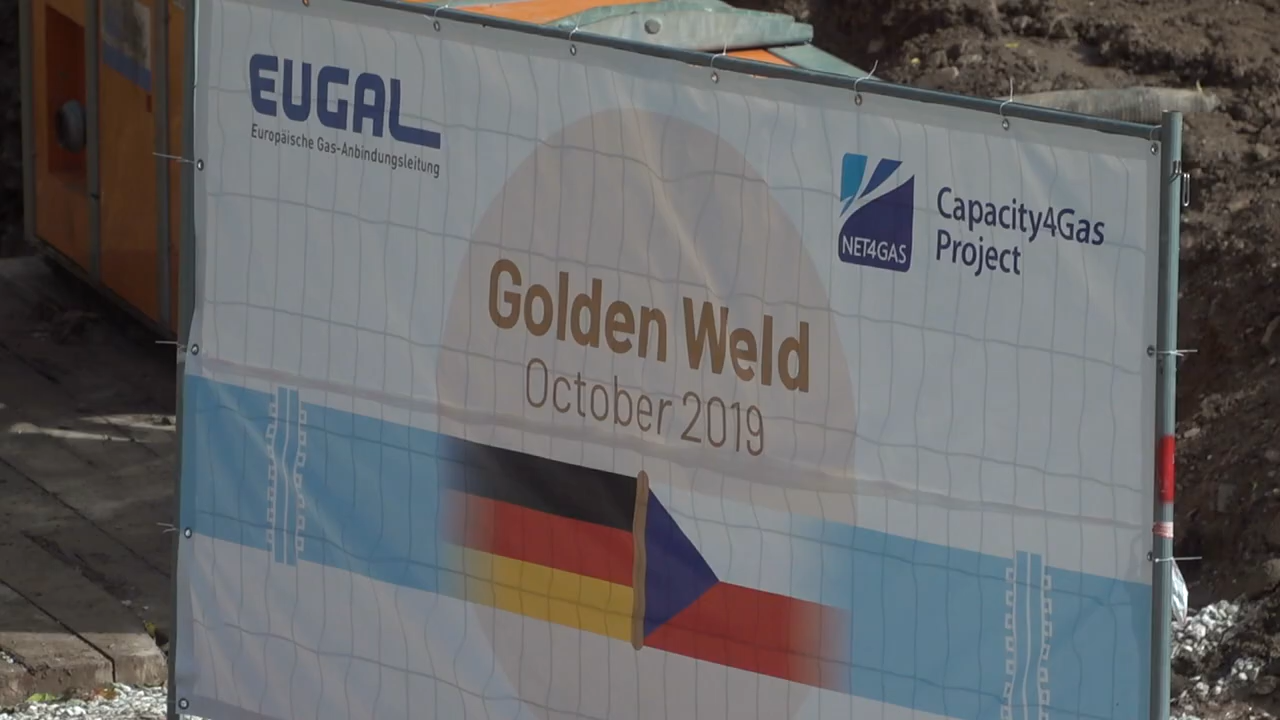 EUGAL
Europäische Gas-Anbindungsleitung
NET4GAS
Capacity4Gas
Project
Golden Weld
October 2019